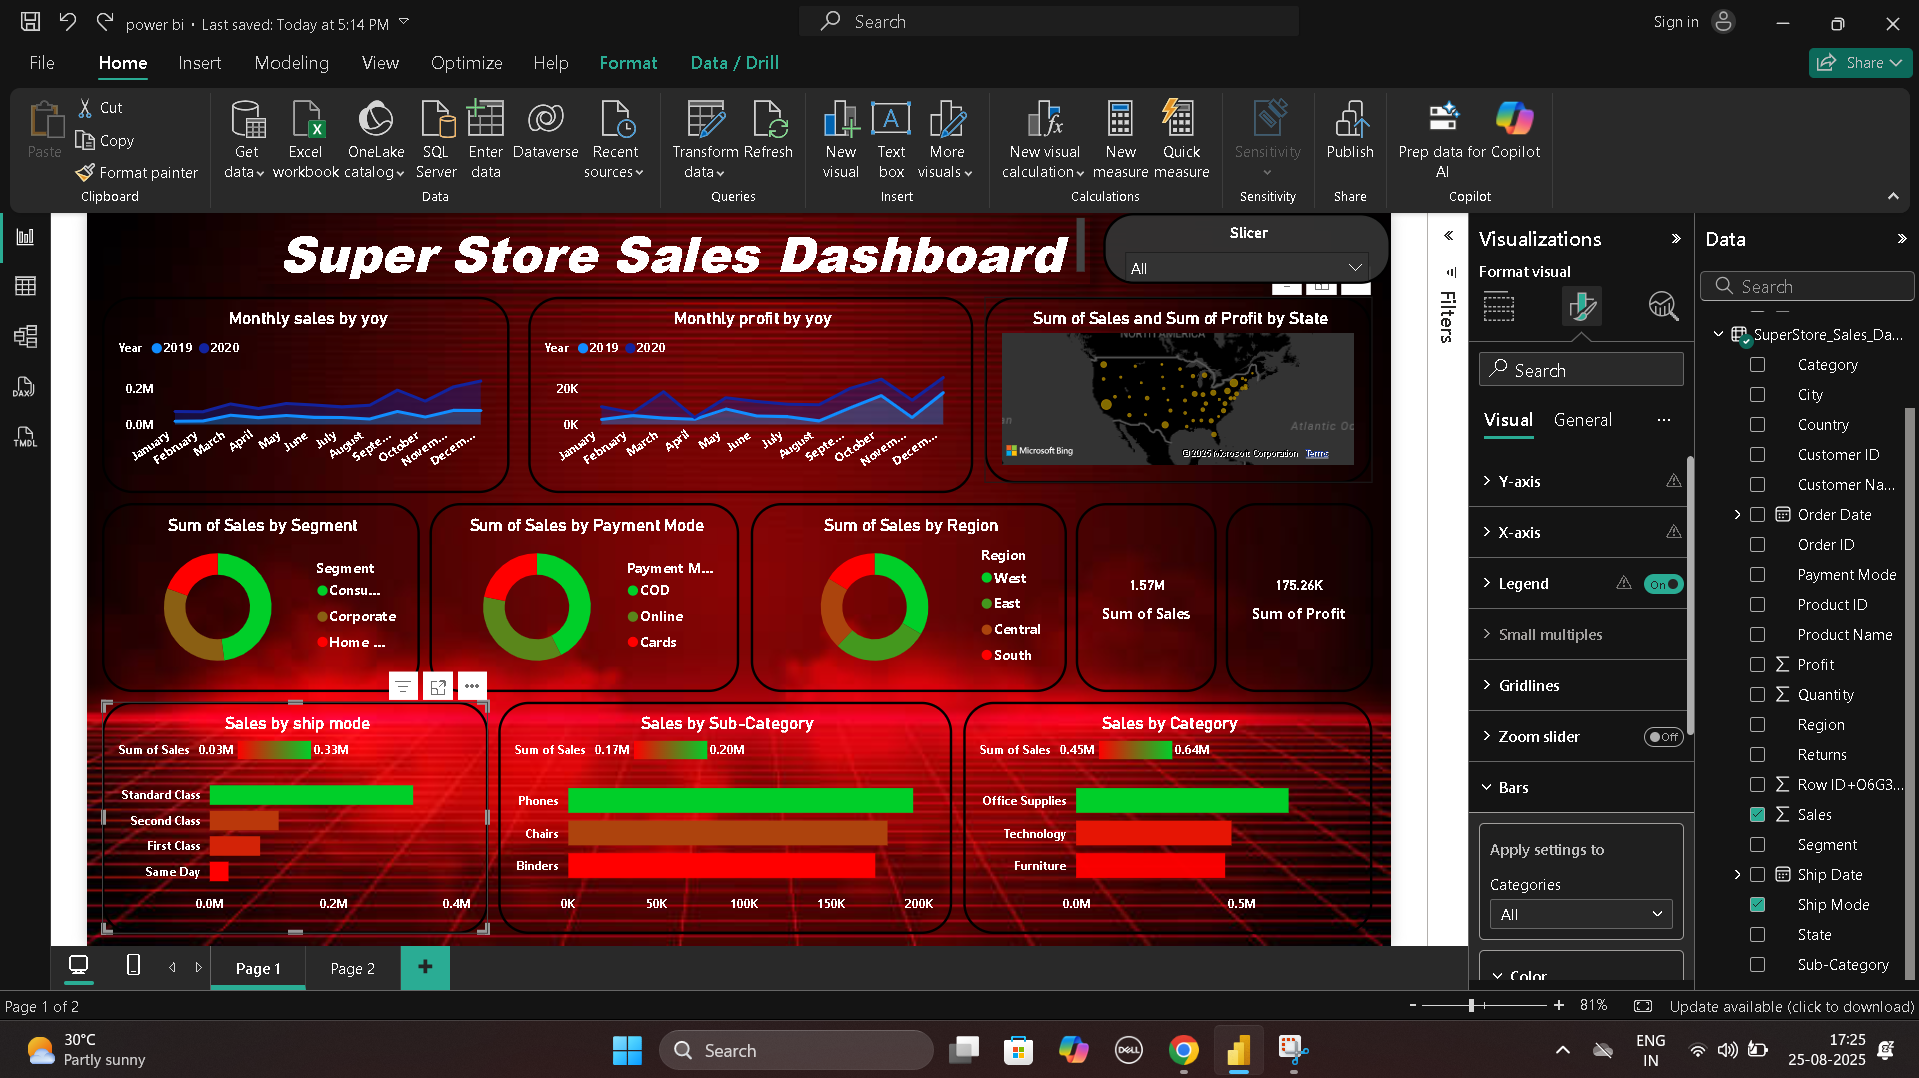 power bi • Last saved: Today at 5:14 PM
Search
Sign in
File Home Insert Modeling View Optimize Help Format Data / Drill
Share
Paste
Cut
Copy
Format painter
Clipboard
Get data
Excel workbook
OneLake catalog
SQL Server
Enter data
Dataverse
Recent sources
Data
Transform data
Refresh
Queries
New visual
Text box
More visuals
Insert
New visual calculation
New measure
Quick measure
Calculations
Sensitivity
Sensitivity
Publish
Share
Prep data for AI
Copilot
Copilot
Super Store Sales Dashboard
Slicer
All
Monthly sales by yoy
Year 2019 2020
0.2M
0.0M
January February March April May June July August Septe... October Novem... Decem...
Monthly profit by yoy
Year 2019 2020
20K
0K
January February March April May June July August Septe... October Novem... Decem...
Sum of Sales and Sum of Profit by State
NORTH AMERICA
Atlantic Oc
Microsoft Bing
© 2025 Microsoft Corporation Terms
Sum of Sales by Segment
Segment
Consu...
Corporate
Home ...
Sum of Sales by Payment Mode
Payment M...
COD
Online
Cards
Sum of Sales by Region
Region
West
East
Central
South
1.57M
Sum of Sales
175.26K
Sum of Profit
Sales by ship mode
Sum of Sales 0.03M 0.33M
Standard Class
Second Class
First Class
Same Day
0.0M 0.2M 0.4M
Sales by Sub-Category
Sum of Sales 0.17M 0.20M
Phones
Chairs
Binders
0K 50K 100K 150K 200K
Sales by Category
Sum of Sales 0.45M 0.64M
Office Supplies
Technology
Furniture
0.0M 0.5M
Filters
Visualizations
Format visual
Search
Visual General ...
Y-axis
X-axis
Legend On
Small multiples
Gridlines
Zoom slider Off
Bars
Apply settings to
Categories
All
Color
Data
Search
SuperStore_Sales_Da...
Category
City
Country
Customer ID
Customer Na...
Order Date
Order ID
Payment Mode
Product ID
Product Name
Profit
Quantity
Region
Returns
Row ID+O6G3...
Sales
Segment
Ship Date
Ship Mode
State
Sub-Category
DAX
TMDL
Page 1 Page 2 +
Page 1 of 2
- + 81%
Update available (click to download)
30°C
Partly sunny
Search
DELL
ENG
IN
17:25
25-08-2025